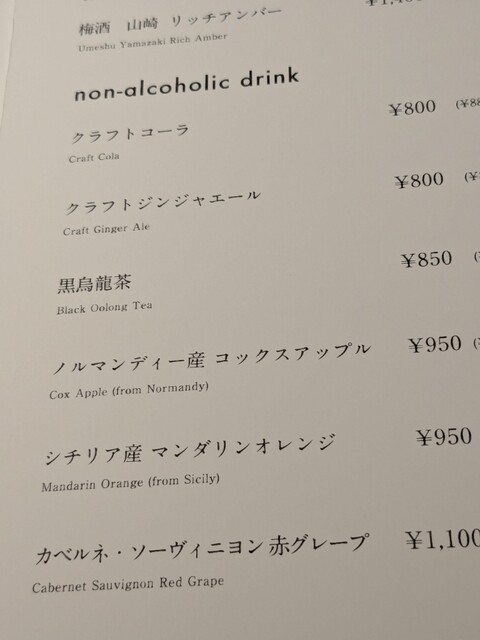 梅酒 山崎 リッチアンバー
Umeshu Yamazaki Rich Amber
non-alcoholic drink
クラフトコーラ ¥800
Craft Cola
クラフトジンジャエール ¥800
Craft Ginger Ale
黒烏龍茶 ¥850
Black Oolong Tea
ノルマンディー産 コックスアップル ¥950
Cox Apple (from Normandy)
シチリア産 マンダリンオレンジ ¥950
Mandarin Orange (from Sicily)
カベルネ・ソーヴィニヨン 赤グレープ ¥1,100
Cabernet Sauvignon Red Grape